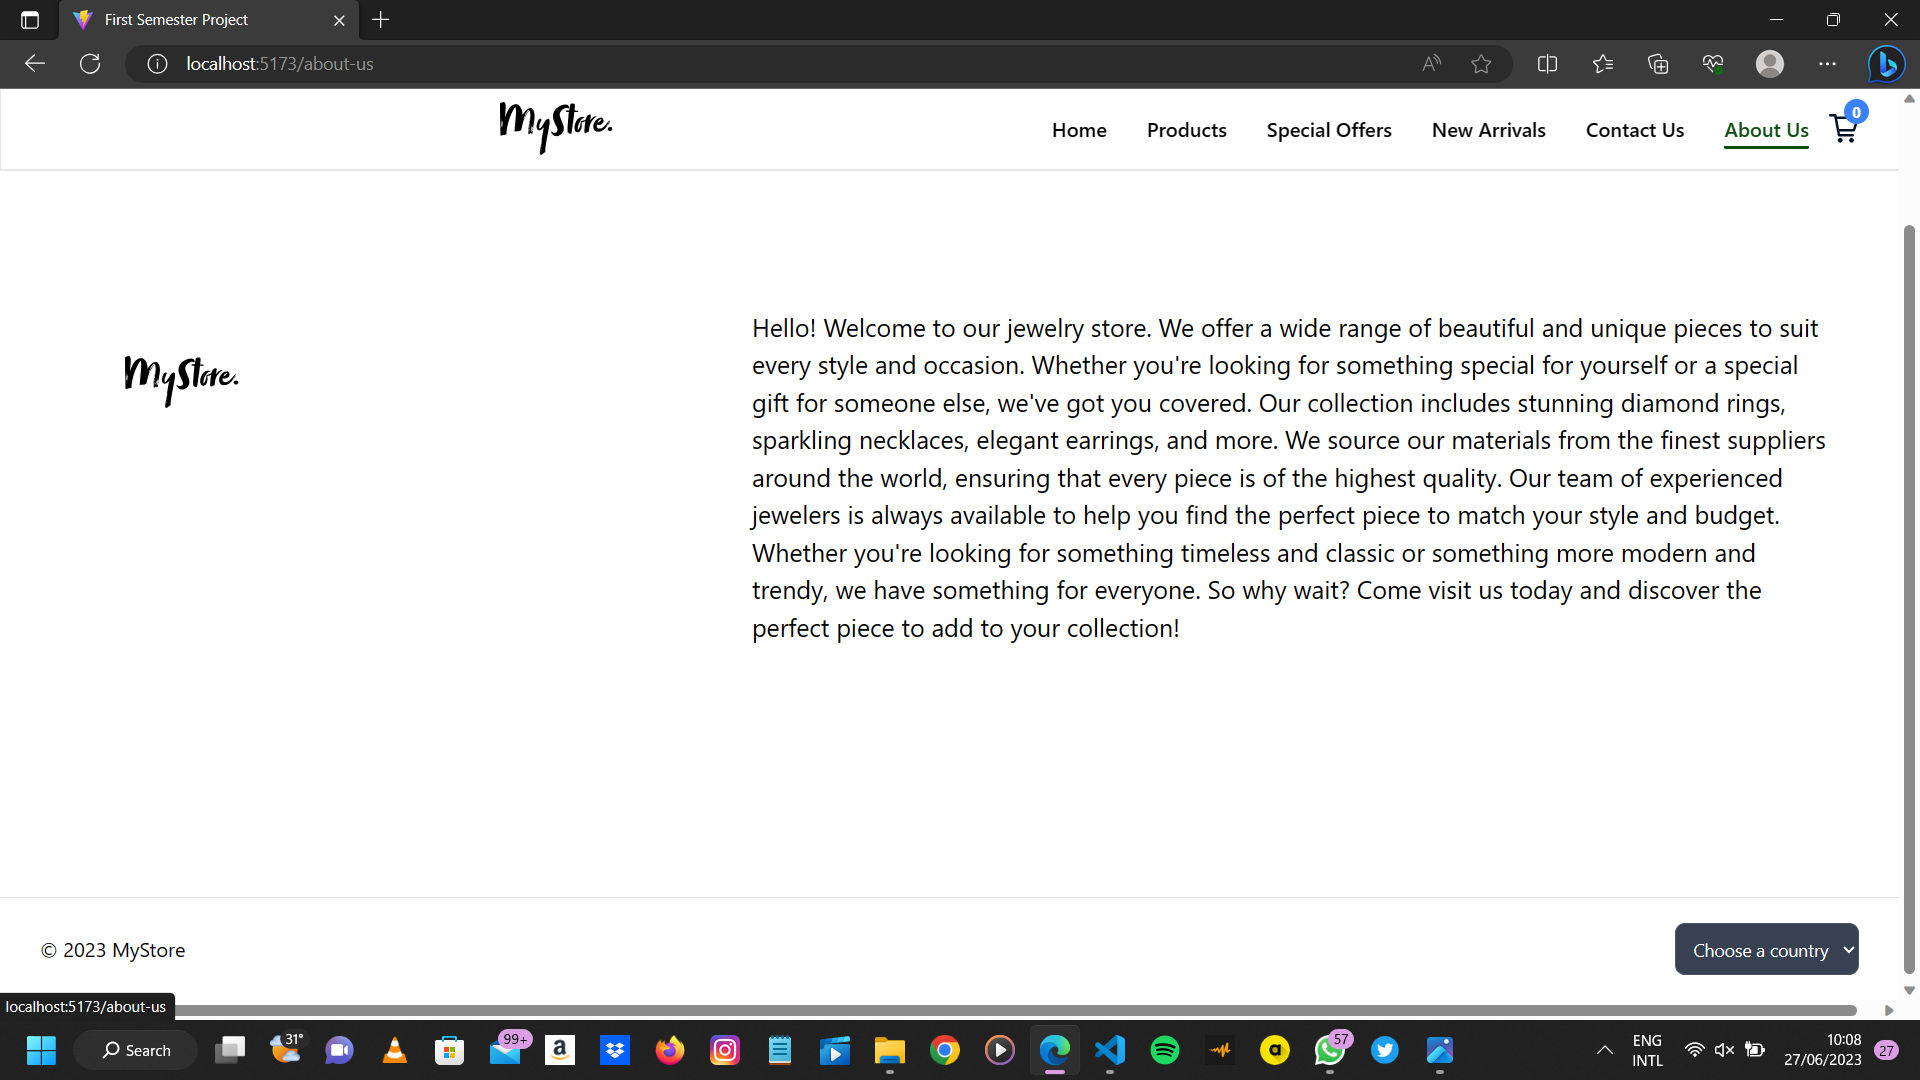 First Semester Project
localhost:5173/about-us
MyStore.
Home Products Special Offers New Arrivals Contact Us About Us 0
MyStore.
Hello! Welcome to our jewelry store. We offer a wide range of beautiful and unique pieces to suit
every style and occasion. Whether you're looking for something special for yourself or a special
gift for someone else, we've got you covered. Our collection includes stunning diamond rings,
sparkling necklaces, elegant earrings, and more. We source our materials from the finest suppliers
around the world, ensuring that every piece is of the highest quality. Our team of experienced
jewelers is always available to help you find the perfect piece to match your style and budget.
Whether you're looking for something timeless and classic or something more modern and
trendy, we have something for everyone. So why wait? Come visit us today and discover the
perfect piece to add to your collection!
© 2023 MyStore
Choose a country
localhost:5173/about-us
Search
31°
99+
57
ENG
INTL
10:08
27/06/2023
27